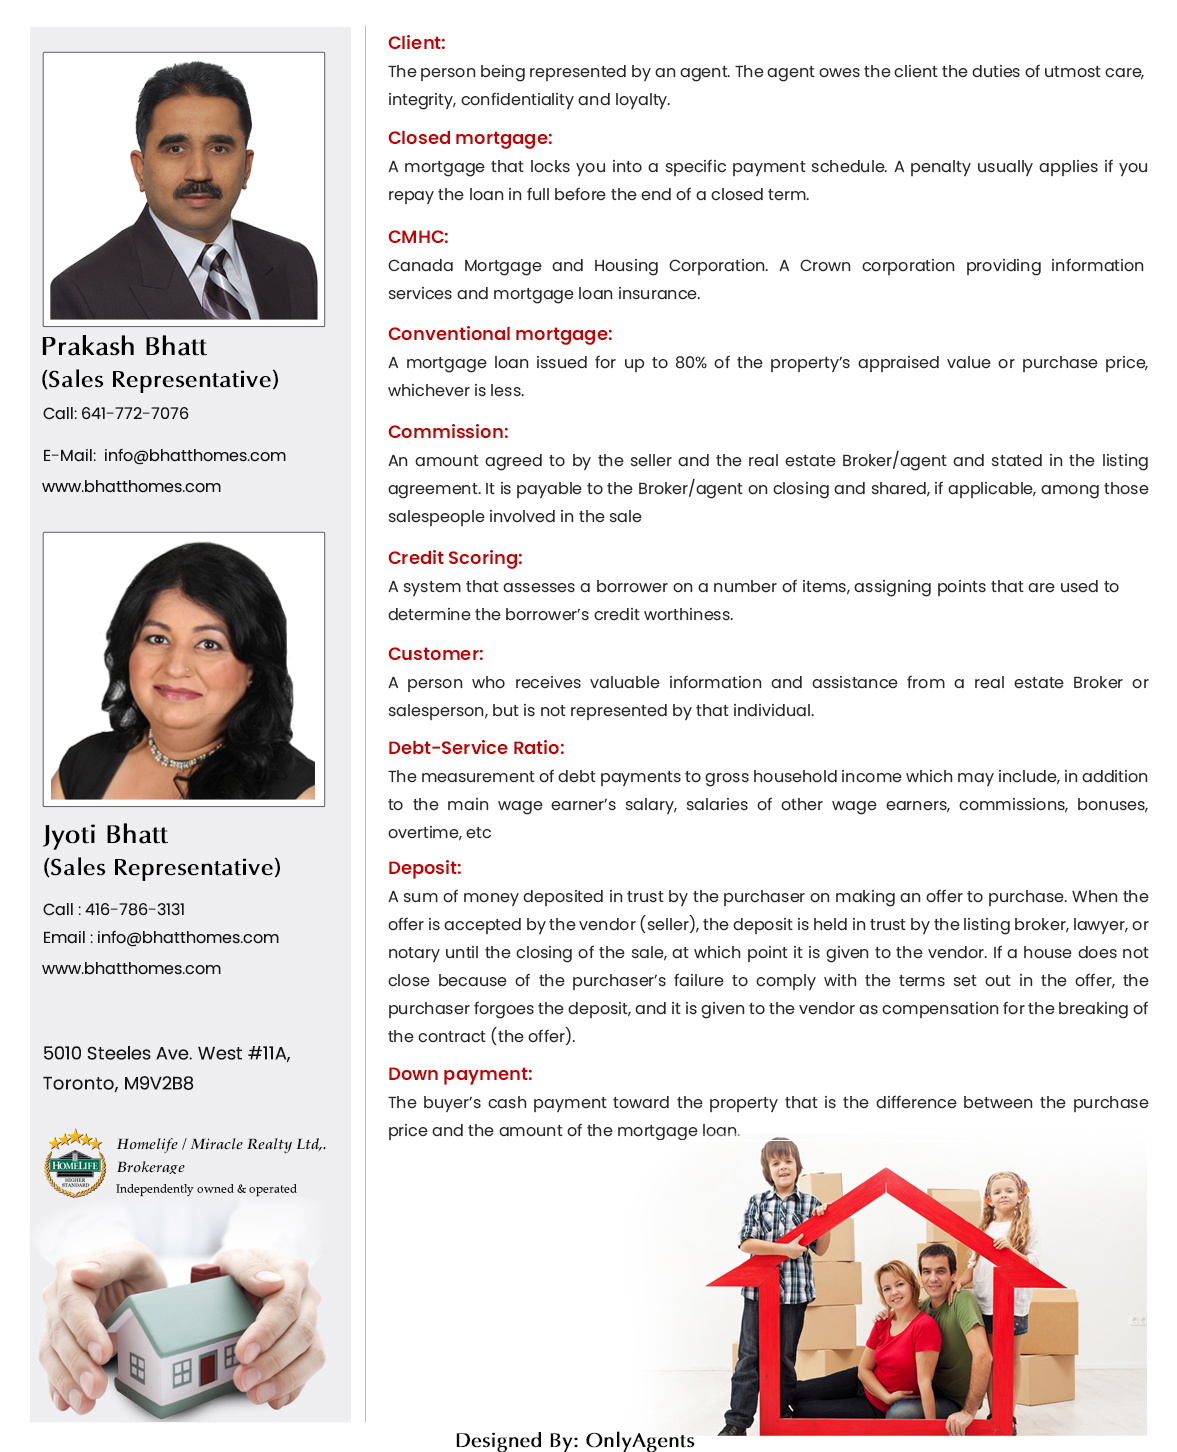 Prakash Bhatt
(Sales Representative)
Call: 641-772-7076
E-Mail: info@bhatthomes.com
www.bhatthomes.com
Jyoti Bhatt
(Sales Representative)
Call : 416-786-3131
Email : info@bhatthomes.com
www.bhatthomes.com
5010 Steeles Ave. West #11A,
Toronto, M9V2B8
HOMELIFE
HIGHER
STANDARD
Homelife / Miracle Realty Ltd,.
Brokerage
Independently owned & operated
Client:
The person being represented by an agent. The agent owes the client the duties of utmost care,
integrity, confidentiality and loyalty.
Closed mortgage:
A mortgage that locks you into a specific payment schedule. A penalty usually applies if you
repay the loan in full before the end of a closed term.
CMHC:
Canada Mortgage and Housing Corporation. A Crown corporation providing information
services and mortgage loan insurance.
Conventional mortgage:
A mortgage loan issued for up to 80% of the property’s appraised value or purchase price,
whichever is less.
Commission:
An amount agreed to by the seller and the real estate Broker/agent and stated in the listing
agreement. It is payable to the Broker/agent on closing and shared, if applicable, among those
salespeople involved in the sale
Credit Scoring:
A system that assesses a borrower on a number of items, assigning points that are used to
determine the borrower’s credit worthiness.
Customer:
A person who receives valuable information and assistance from a real estate Broker or
salesperson, but is not represented by that individual.
Debt-Service Ratio:
The measurement of debt payments to gross household income which may include, in addition
to the main wage earner’s salary, salaries of other wage earners, commissions, bonuses,
overtime, etc
Deposit:
A sum of money deposited in trust by the purchaser on making an offer to purchase. When the
offer is accepted by the vendor (seller), the deposit is held in trust by the listing broker, lawyer, or
notary until the closing of the sale, at which point it is given to the vendor. If a house does not
close because of the purchaser’s failure to comply with the terms set out in the offer, the
purchaser forgoes the deposit, and it is given to the vendor as compensation for the breaking of
the contract (the offer).
Down payment:
The buyer’s cash payment toward the property that is the difference between the purchase
price and the amount of the mortgage loan.
Designed By: OnlyAgents